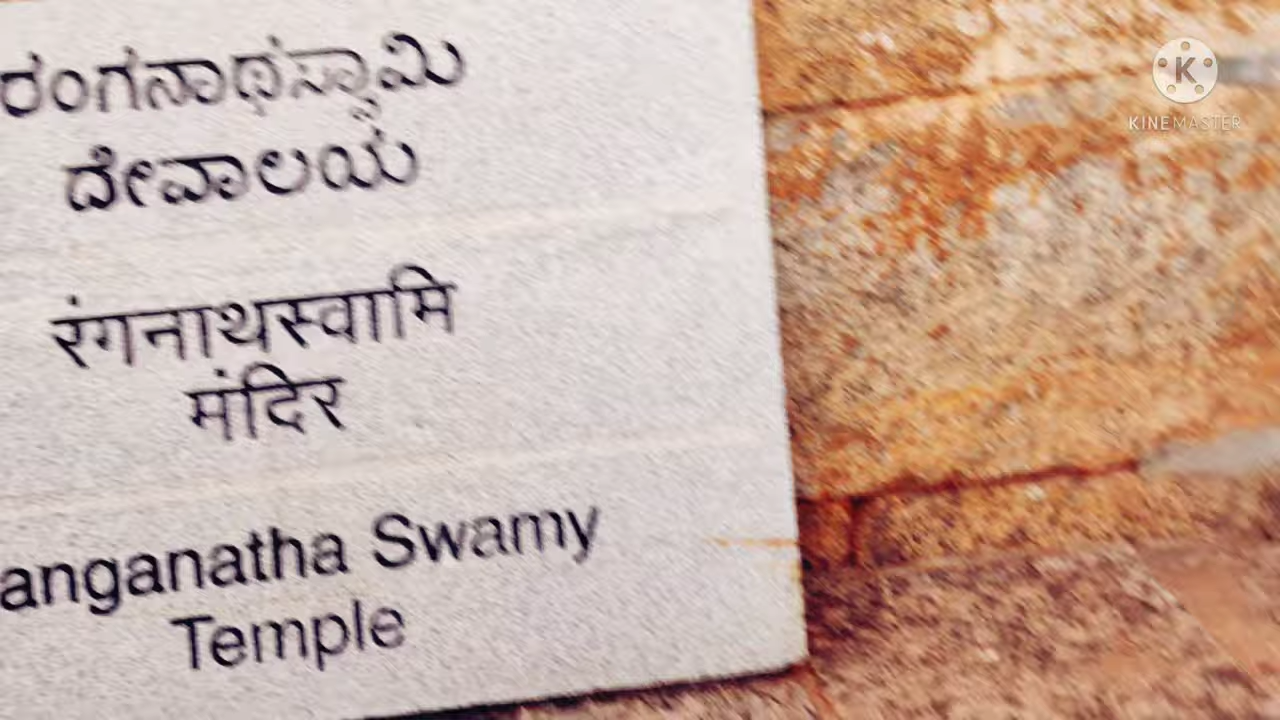 ರಂಗನಾಥಸ್ವಾಮಿ
ದೇವಾಲಯ
रंगनाथस्वामि
मंदिर
anganatha Swamy
Temple
K
KINEMASTER